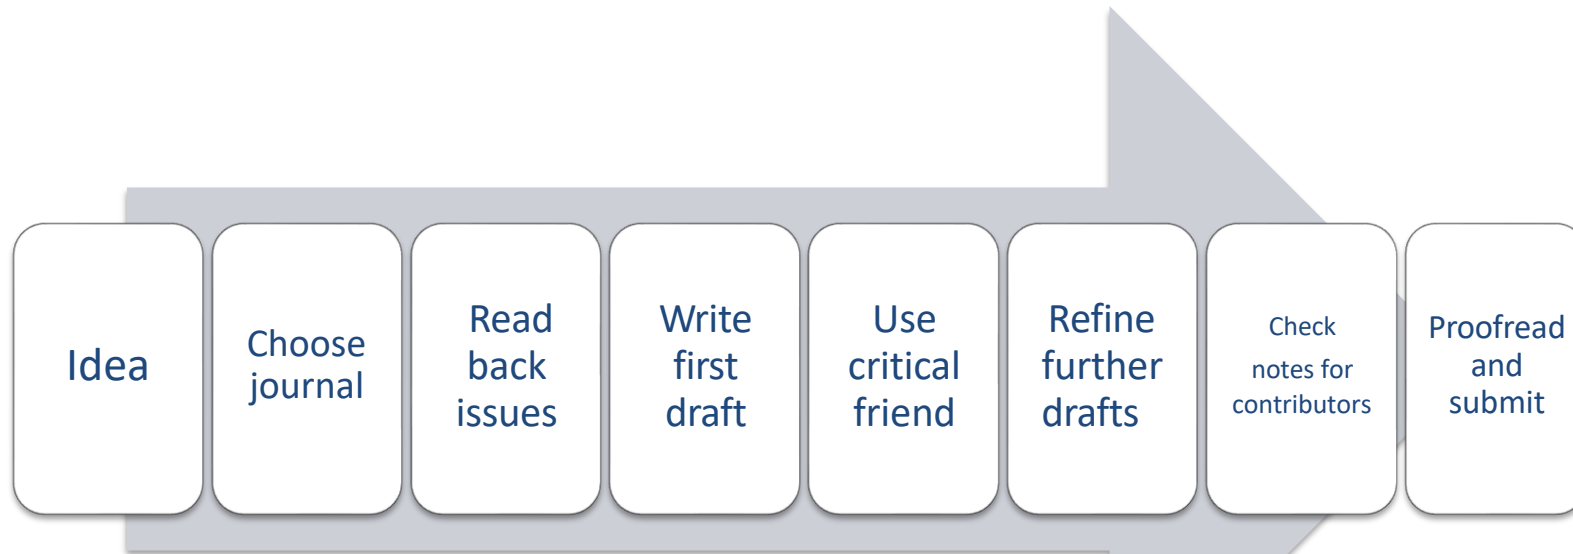 Idea
Choose
journal
Read
back
issues
Write
first
draft
Use
critical
friend
Refine
further
drafts
Check
notes for
contributors
Proofread
and
submit